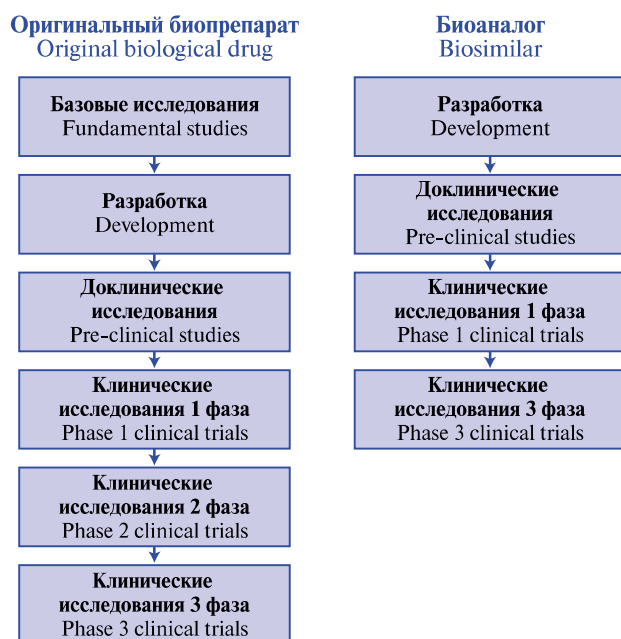 Оригинальный биопрепарат
Original biological drug
Базовые исследования
Fundamental studies
Разработка
Development
Доклинические
исследования
Pre-clinical studies
Клинические
исследования 1 фаза
Phase 1 clinical trials
Клинические
исследования 2 фаза
Phase 2 clinical trials
Клинические
исследования 3 фаза
Phase 3 clinical trials
Биоаналог
Biosimilar
Разработка
Development
Доклинические
исследования
Pre-clinical studies
Клинические
исследования 1 фаза
Phase 1 clinical trials
Клинические
исследования 3 фаза
Phase 3 clinical trials